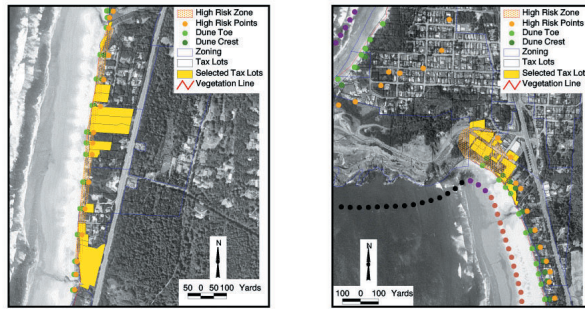 High Risk Zone
High Risk Points
Dune Toe
Dune Crest
Zoning
Tax Lots
Selected Tax Lots
Vegetation Line
N
50 0 50 100 Yards
High Risk Zone
High Risk Points
Dune Toe
Dune Crest
Zoning
Tax Lots
Selected Tax Lots
Vegetation Line
N
100 0 100 Yards